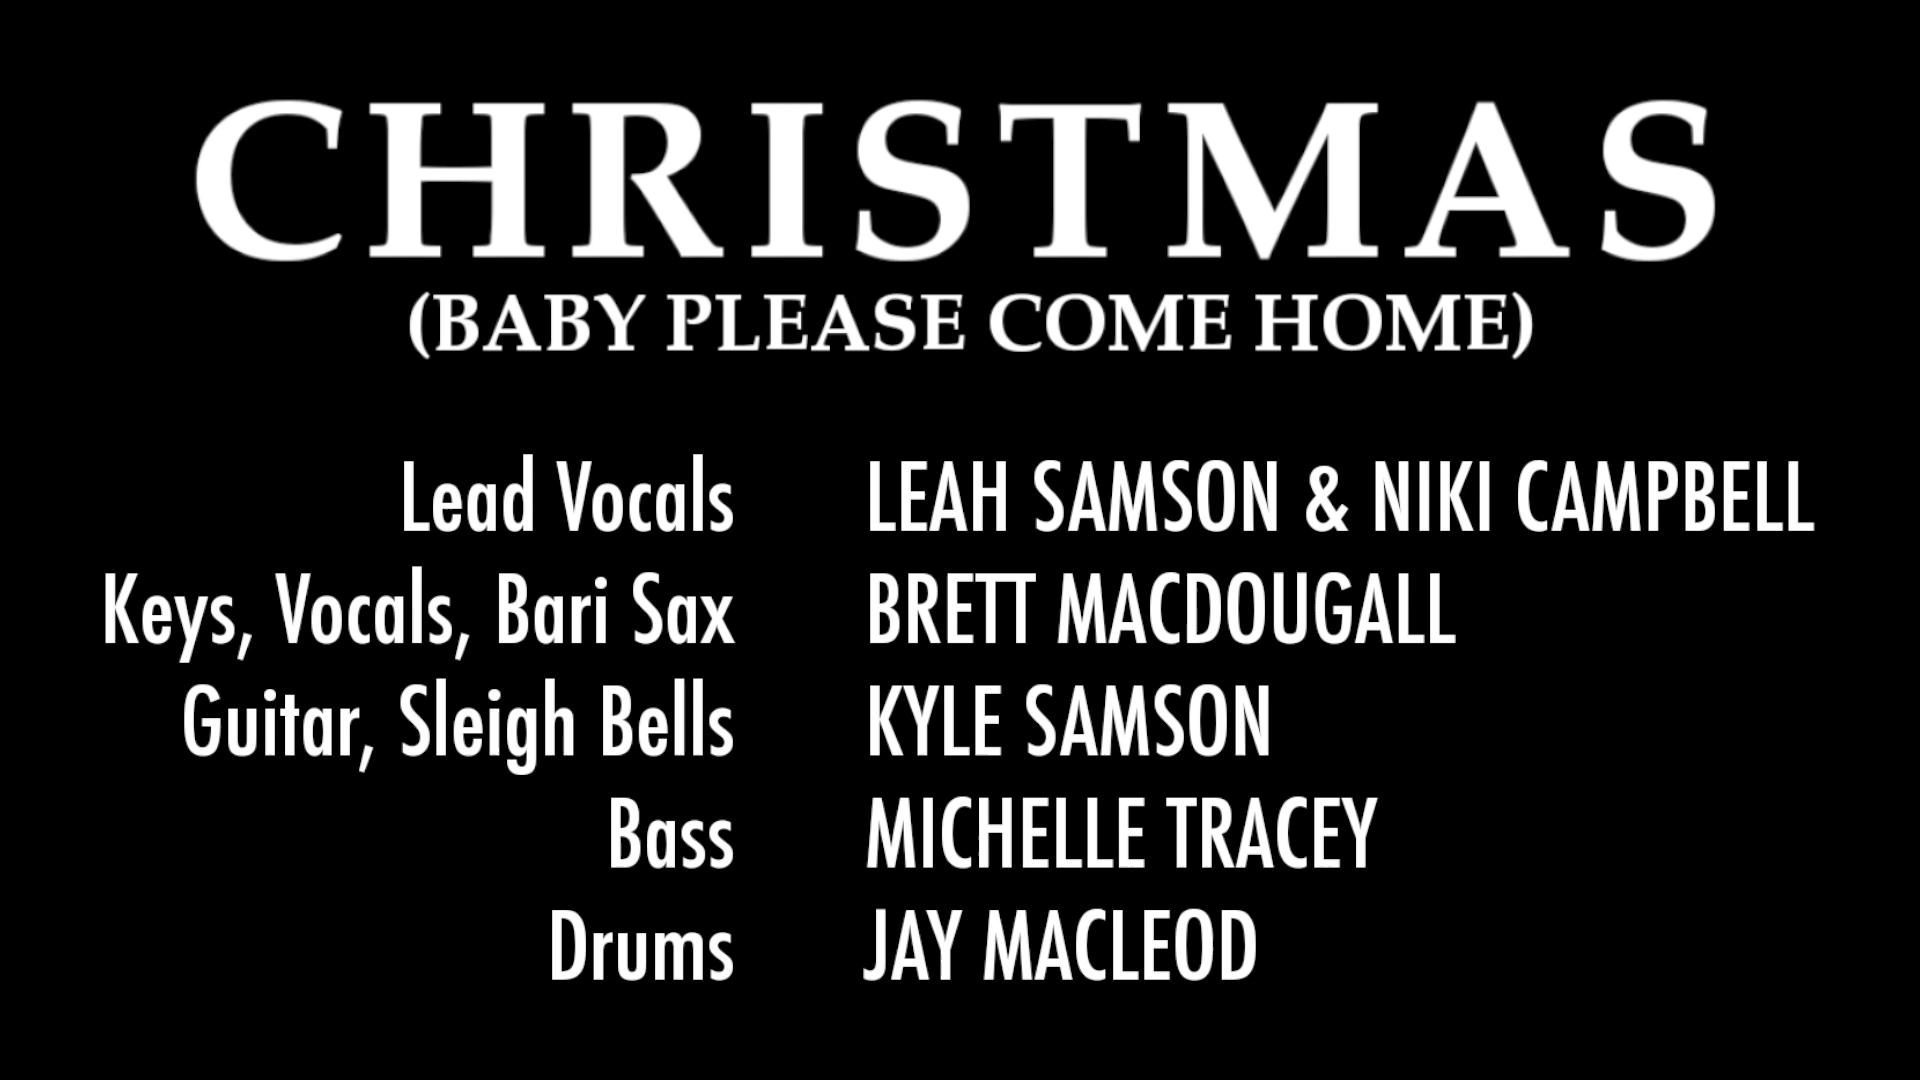 CHRISTMAS
(BABY PLEASE COME HOME)
Lead Vocals LEAH SAMSON & NIKI CAMPBELL
Keys, Vocals, Bari Sax BRETT MACDOUGALL
Guitar, Sleigh Bells KYLE SAMSON
Bass MICHELLE TRACEY
Drums JAY MACLEOD